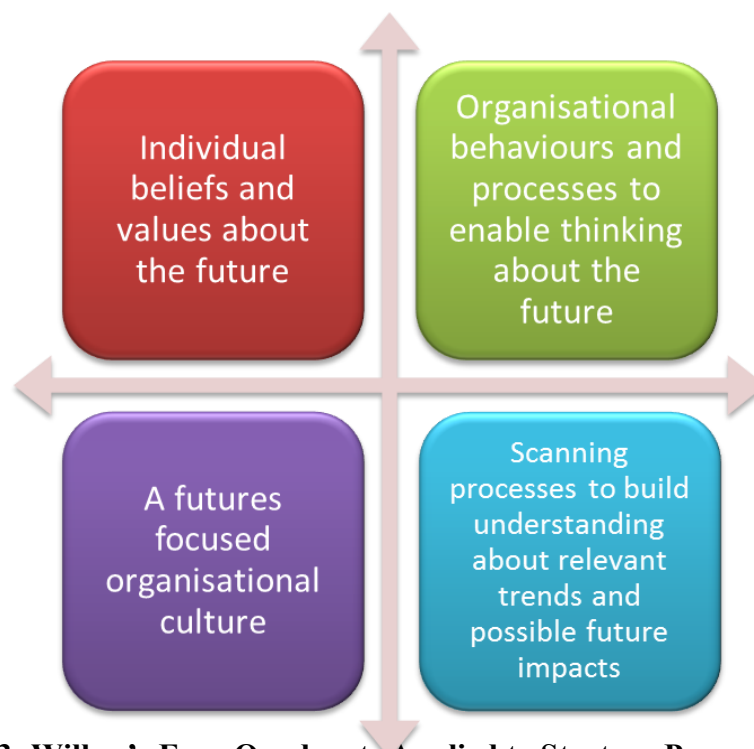 Individual
beliefs and
values about
the future
Organisational
behaviours and
processes to
enable thinking
about the
future
A futures
focused
organisational
culture
Scanning
processes to build
understanding
about relevant
trends and
possible future
impacts